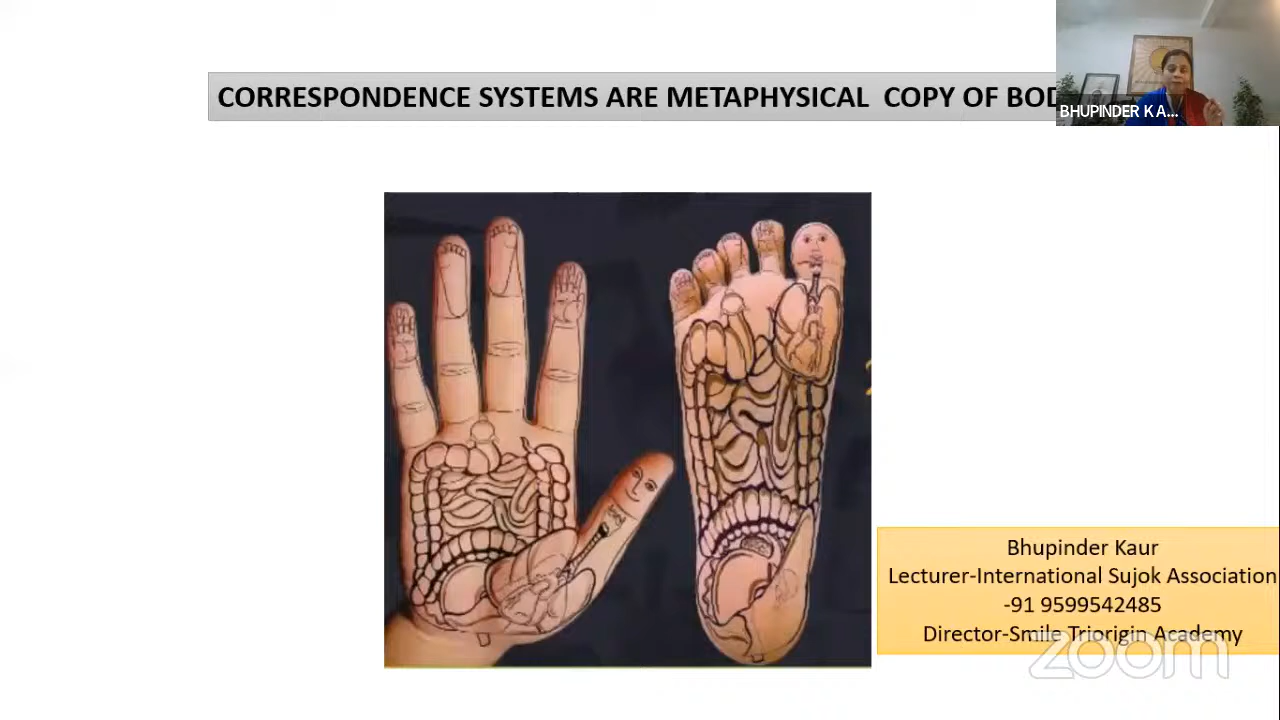 CORRESPONDENCE SYSTEMS ARE METAPHYSICAL COPY OF BOD
BHUPINDER K A...
Bhupinder Kaur
Lecturer-International Sujok Association
-91 9599542485
Director-Smile Triorigin Academy
zoom